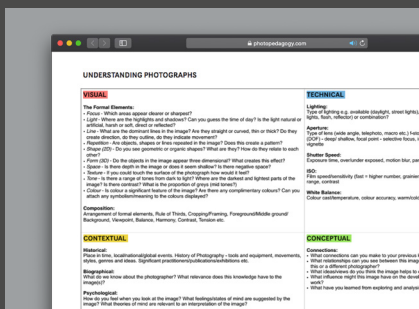 photopedagogy.com
UNDERSTANDING PHOTOGRAPHS
VISUAL
The Formal Elements:
• Focus - Which areas appear clearer or sharpest?
• Light - Where are the highlights and shadows? Can you guess the time of day? Is the light natural or
artificial, harsh or soft, direct or reflected?
• Line - What are the dominant lines in the image? Are they straight or curved, thin or thick? Do they
create direction, do they outline, do they indicate movement?
• Repetition - Are objects, shapes or lines repeated in the image? Does this create a pattern?
• Shape (2D) - Do you see geometric or organic shapes? What are they? How do they relate to each
other?
• Form (3D) - Do the objects in the image appear three dimensional? What creates this effect?
• Space - Is there depth in the image or does it seem shallow? Is there negative space?
• Texture - If you could touch the surface of the photograph how would it feel?
• Tone - Is there a range of tones from dark to light? Where are the darkest and lightest parts of the
image? Is there contrast? What is the proportion of greys (mid tones)?
• Colour - Is colour a significant feature of the image? Are there any complimentary colours? Can you
attach any symbolism/meaning to the colours displayed?
Composition:
Arrangement of formal elements, Rule of Thirds, Cropping/Framing, Foreground/Middle ground/
Background, Viewpoint, Balance, Harmony, Contrast, Tension etc.
TECHNICAL
Lighting:
Type of lighting e.g. available (daylight, street lights),
lights, flash, reflector) or combination?
Aperture:
Type of lens (wide angle, telephoto, macro etc.)
(DOF) - deep/ shallow, focal point - selective focus,
vignette
Shutter Speed:
Exposure time, over/under exposed, motion blur,
ISO:
Film speed/sensitivity (fast = higher number, grainier
range, contrast
White Balance:
Colour cast/temperature, colour accuracy,
CONTEXTUAL
Historical:
Place in time, local/national/global events. History of Photography - tools and equipment, movements,
styles, genres and ideas. Significant practitioners/publications/exhibitions etc.
Biographical:
What do we know about the photographer? What relevance does this knowledge have to the
image(s)?
Psychological:
How do you feel when you look at the image? What feelings/states of mind are suggested by the
image? What theories of mind are relevant to an interpretation of the image?
CONCEPTUAL
Connections:
• What connections can you make to your previous
• What relationships can you see between this
this or a different photographer?
• What ideas/views do you think the image helps to
• What influence might this image have on the
work?
• What have you learned from exploring and